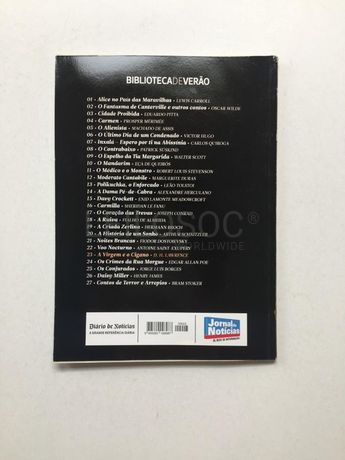 BIBLIOTECADEVERÃO
01 - Alice no País das Maravilhas - LEWIS CARROLL
02 - O Fantasma de Canterville e outros contos - OSCAR WILDE
03 - Cidade Proibida - EDUARDO PITTA
04 - Carmen - PROSPER MÉRIMÉE
05 - O Alienista - MACHADO DE ASSIS
06 - O Último Dia de um Condenado - VICTOR HUGO
07 - Inxalá - Espero por ti na Abissínia - CARLOS QUIROGA
08 - O Contrabaixo - PATRICK SÜSKIND
09 - O Espelho da Tia Margarida - WALTER SCOTT
10 - O Mandarim - EÇA DE QUEIRÓS
11 - O Médico e o Monstro - ROBERT LOUIS STEVENSON
12 - Moderato Cantabile - MARGUERITE DURAS
13 - Polikuchka, o Enforcado - LEÃO TOLSTOI
14 - A Dama Pé-de-Cabra - ALEXANDRE HERCULANO
15 - Davy Crockett - ENID LAMONTE MEADOWCROFT
16 - Carmilla - SHERIDAN LE FANU
17 - O Coração das Trevas - JOSEPH CONRAD
18 - A Ruiva - FIALHO DE ALMEIDA
19 - A Criada Zerlina - HERMANN BROCH
20 - A História de um Sonho - ARTHUR SCHNITZLER
21 - Noites Brancas - FIODOR DOSTOIEVSKY
22 - Voo Nocturno - ANTOINE SAINT-EXUPÉRY
23 - A Virgem e o Cigano - D. H. LAWRENCE
24 - Os Crimes da Rua Morgue - EDGAR ALLAN POE
25 - Os Conjurados - JORGE LUIS BORGES
26 - Daisy Miller - HENRY JAMES
27 - Contos de Terror e Arrepios - BRAM STOKER
Diário de Notícias
A GRANDE REFERÊNCIA DIÁRIA
Jornal de
Notícias
WORLDWIDE